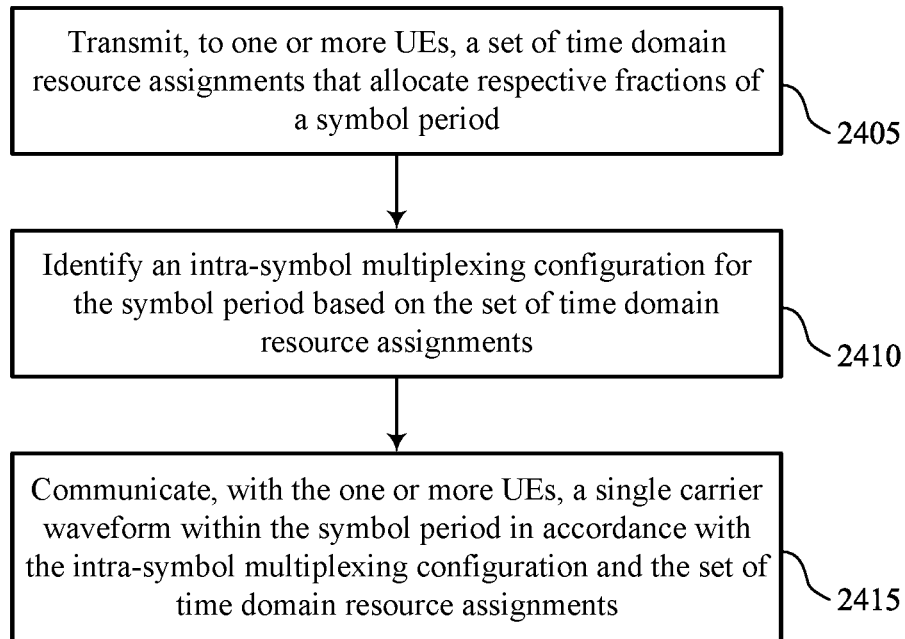 Transmit, to one or more UEs, a set of time domain
resource assignments that allocate respective fractions of
a symbol period
2405
Identify an intra-symbol multiplexing configuration for
the symbol period based on the set of time domain
resource assignments
2410
Communicate, with the one or more UEs, a single carrier
waveform within the symbol period in accordance with
the intra-symbol multiplexing configuration and the set of
time domain resource assignments
2415